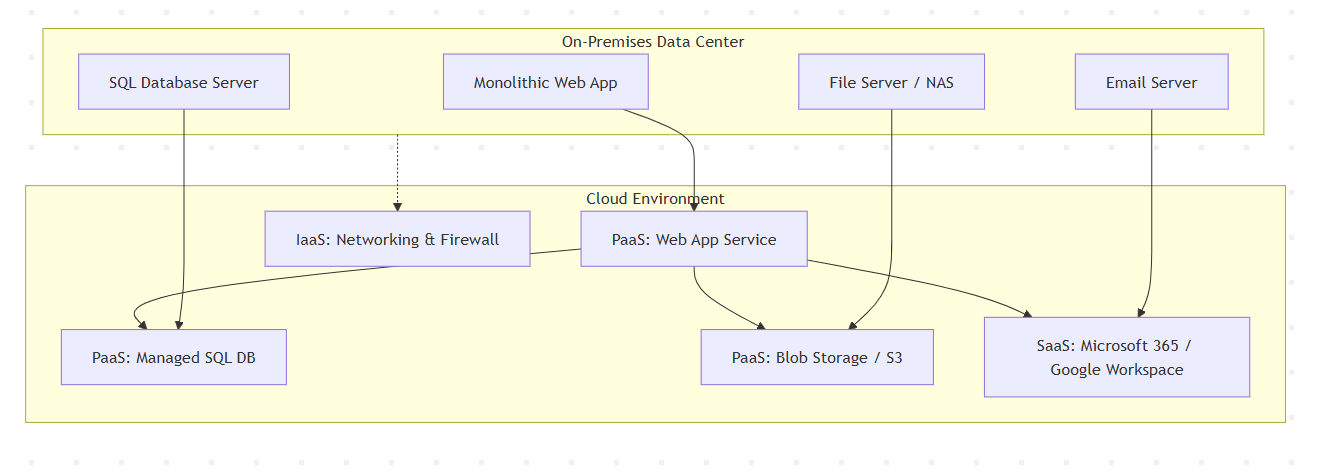 On-Premises Data Center
SQL Database Server
Monolithic Web App
File Server / NAS
Email Server
Cloud Environment
IaaS: Networking & Firewall
PaaS: Web App Service
PaaS: Managed SQL DB
PaaS: Blob Storage / S3
SaaS: Microsoft 365 /
Google Workspace